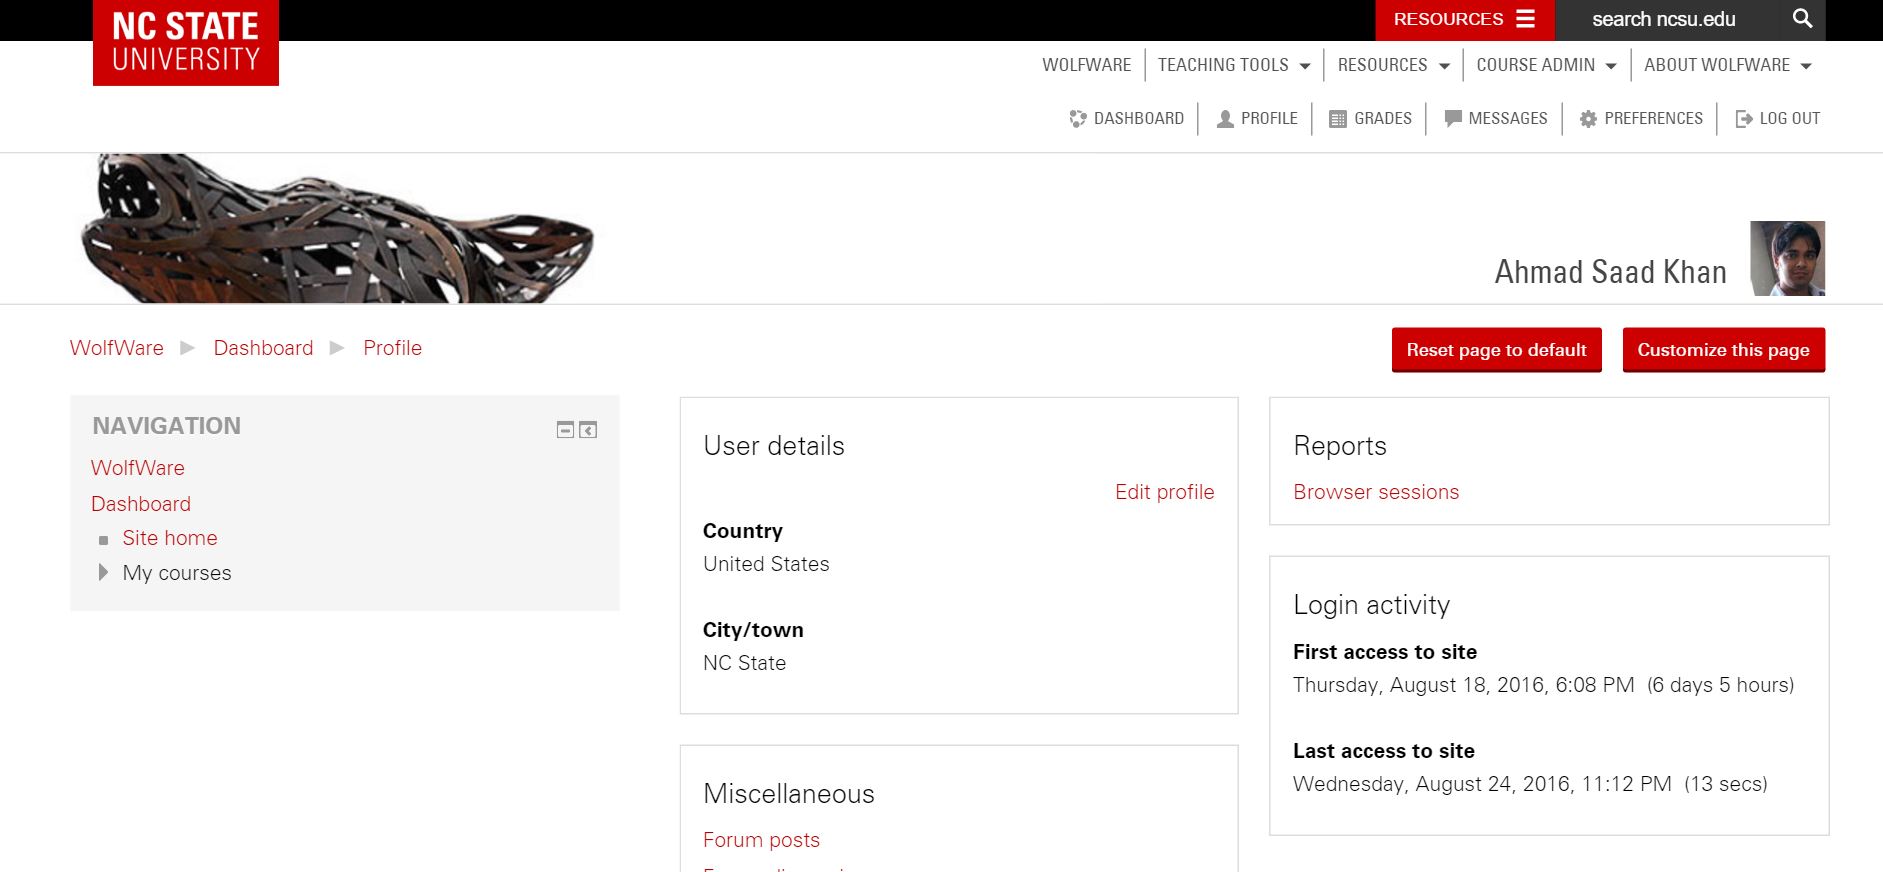 NC STATE
UNIVERSITY
RESOURCES
search ncsu.edu
WOLFWARE
TEACHING TOOLS
RESOURCES
COURSE ADMIN
ABOUT WOLFWARE
DASHBOARD
PROFILE
GRADES
MESSAGES
PREFERENCES
LOG OUT
Ahmad Saad Khan
WolfWare
Dashboard
Profile
Reset page to default
Customize this page
NAVIGATION
WolfWare
Dashboard
Site home
My courses
User details
Edit profile
Country
United States
City/town
NC State
Miscellaneous
Forum posts
Reports
Browser sessions
Login activity
First access to site
Thursday, August 18, 2016, 6:08 PM (6 days 5 hours)
Last access to site
Wednesday, August 24, 2016, 11:12 PM (13 secs)